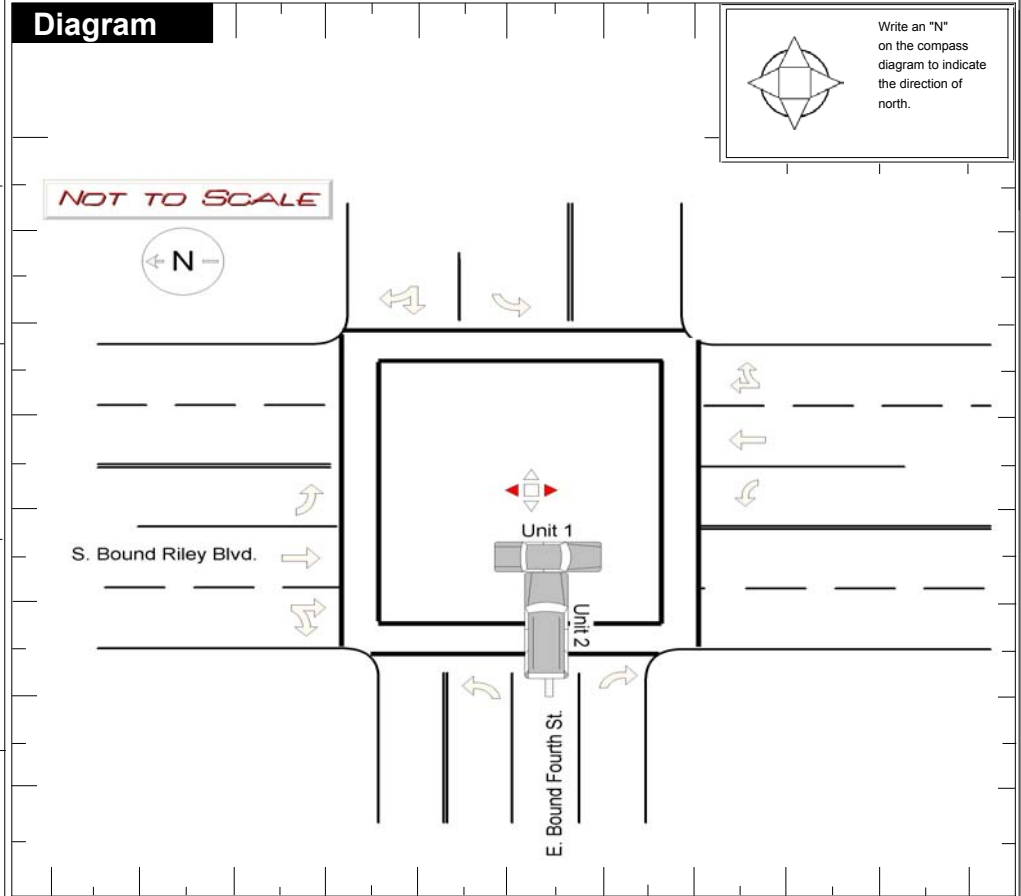 Diagram
Write an "N"
on the compass
diagram to indicate
the direction of
north.
NOT TO SCALE
N
Unit 1
S. Bound Riley Blvd.
Unit 2
E. Bound Fourth St.